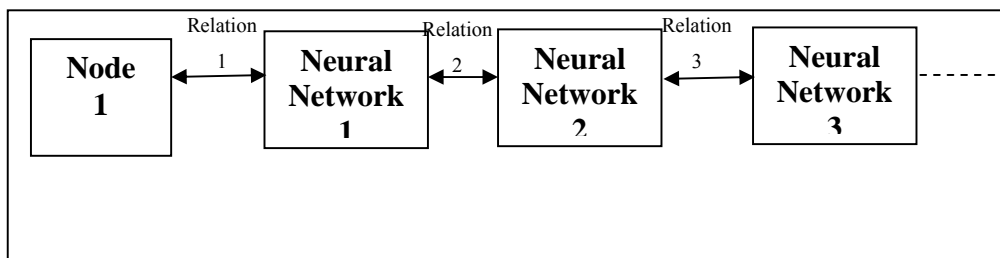 Relation
Relation
Relation
1
2
3
Node
1
Neural
Network
1
Neural
Network
2
Neural
Network
3